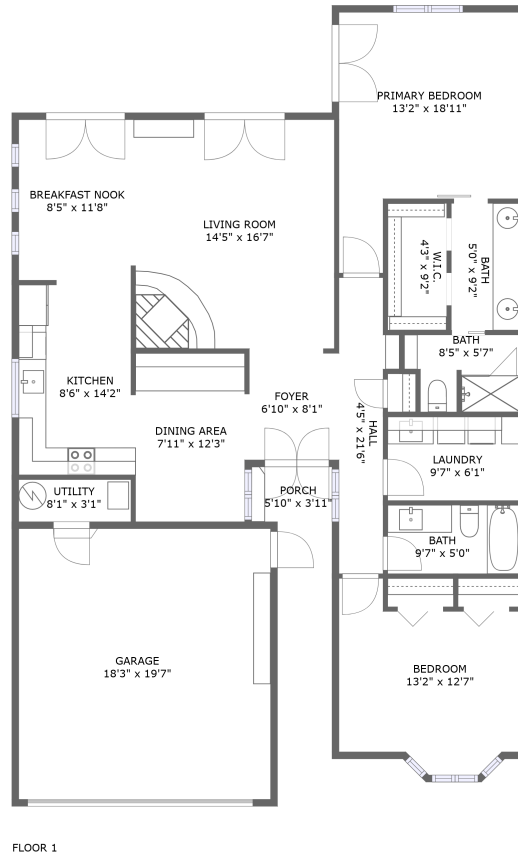 PRIMARY BEDROOM
13'2" x 18'11"
BREAKFAST NOOK
8'5" x 11'8"
LIVING ROOM
14'5" x 16'7"
W.I.C.
4'3" x 9'2"
BATH
5'0" x 9'2"
BATH
8'5" x 5'7"
KITCHEN
8'6" x 14'2"
FOYER
6'10" x 8'1"
HALL
4'5" x 21'6"
DINING AREA
7'11" x 12'3"
LAUNDRY
9'7" x 6'1"
UTILITY
8'1" x 3'1"
PORCH
5'10" x 3'11"
BATH
9'7" x 5'0"
GARAGE
18'3" x 19'7"
BEDROOM
13'2" x 12'7"
FLOOR 1